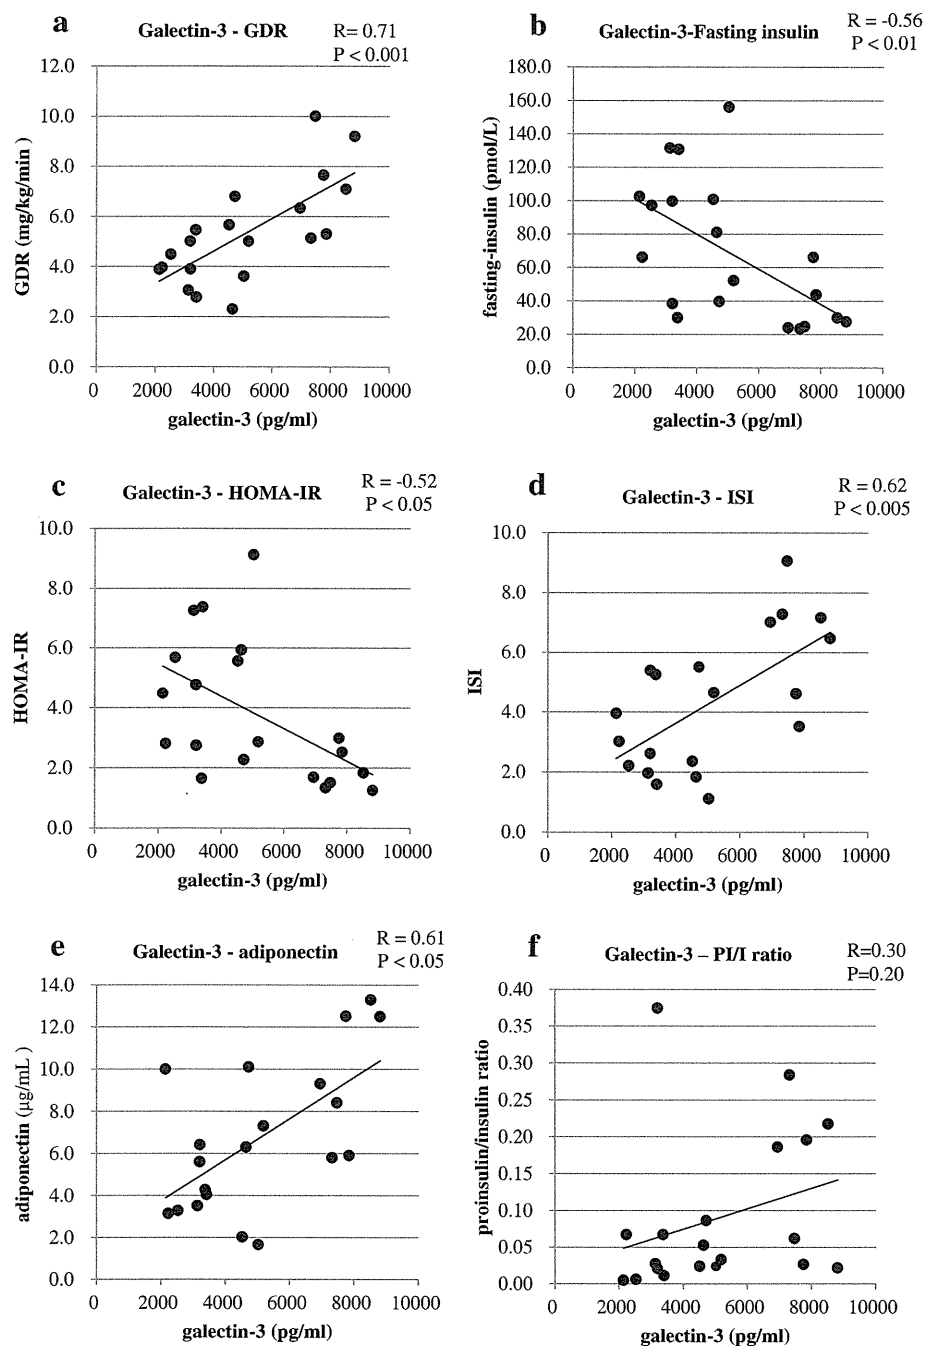 a
Galectin-3 - GDR
R= 0.71
P < 0.001
12.0
10.0
8.0
6.0
4.0
2.0
0.0
GDR (mg/kg/min )
0 2000 4000 6000 8000 10000
galectin-3 (pg/ml)
b
Galectin-3-Fasting insulin
R = -0.56
P < 0.01
180.0
160.0
140.0
120.0
100.0
80.0
60.0
40.0
20.0
0.0
fasting-insulin (pmol/L)
0 2000 4000 6000 8000 10000
galectin-3 (pg/ml)
c
Galectin-3 - HOMA-IR
R = -0.52
P < 0.05
10.0
8.0
6.0
4.0
2.0
0.0
HOMA-IR
0 2000 4000 6000 8000 10000
galectin-3 (pg/ml)
d
Galectin-3 - ISI
R = 0.62
P < 0.005
10.0
8.0
6.0
4.0
2.0
0.0
ISI
0 2000 4000 6000 8000 10000
galectin-3 (pg/ml)
e
Galectin-3 - adiponectin
R = 0.61
P < 0.05
14.0
12.0
10.0
8.0
6.0
4.0
2.0
0.0
adiponectin (µg/mL )
0 2000 4000 6000 8000 10000
galectin-3 (pg/ml)
f
Galectin-3 – PI/I ratio
R=0.30
P=0.20
0.40
0.35
0.30
0.25
0.20
0.15
0.10
0.05
0.00
proinsulin/insulin ratio
0 2000 4000 6000 8000 10000
galectin-3 (pg/ml)